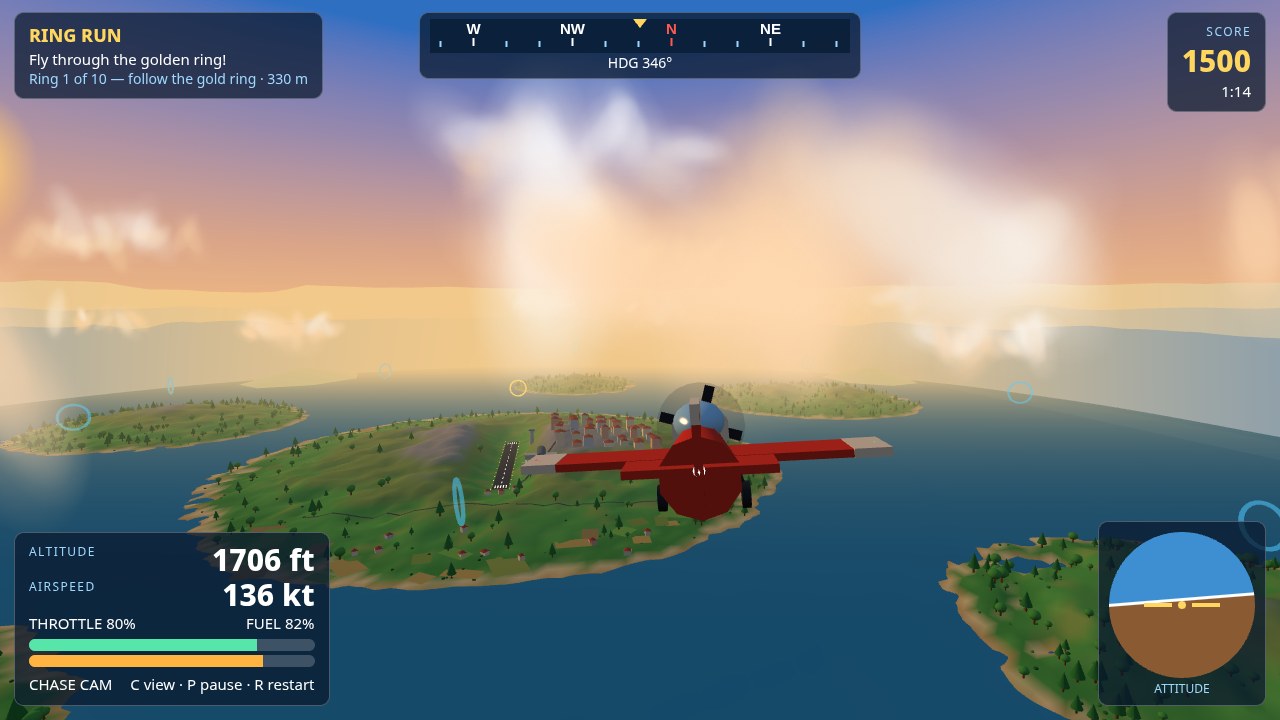 RING RUN
Fly through the golden ring!
Ring 1 of 10 — follow the gold ring · 330 m
W NW N NE
HDG 346°
SCORE
1500
1:14
ALTITUDE 1706 ft
AIRSPEED 136 kt
THROTTLE 80% FUEL 82%
CHASE CAM C view · P pause · R restart
ATTITUDE